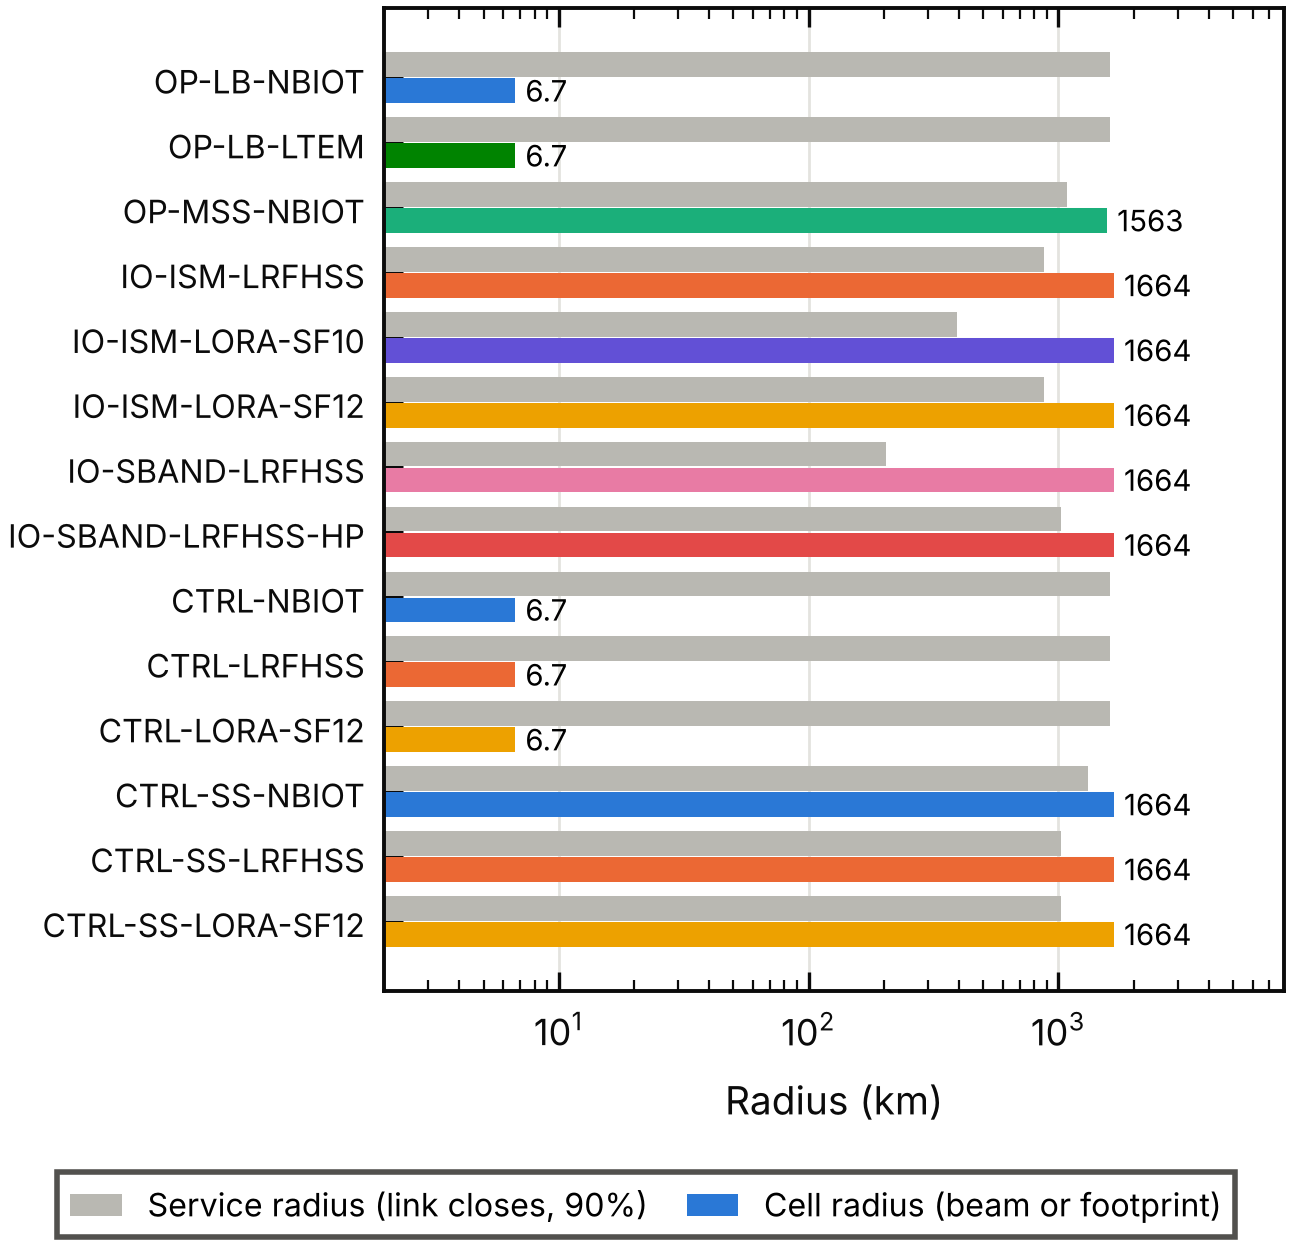 OP-LB-NBIOT
6.7
OP-LB-LTEM
6.7
OP-MSS-NBIOT
1563
IO-ISM-LRFHSS
1664
IO-ISM-LORA-SF10
1664
IO-ISM-LORA-SF12
1664
IO-SBAND-LRFHSS
1664
IO-SBAND-LRFHSS-HP
1664
CTRL-NBIOT
6.7
CTRL-LRFHSS
6.7
CTRL-LORA-SF12
6.7
CTRL-SS-NBIOT
1664
CTRL-SS-LRFHSS
1664
CTRL-SS-LORA-SF12
1664
10¹ 10² 10³
Radius (km)
Service radius (link closes, 90%) Cell radius (beam or footprint)